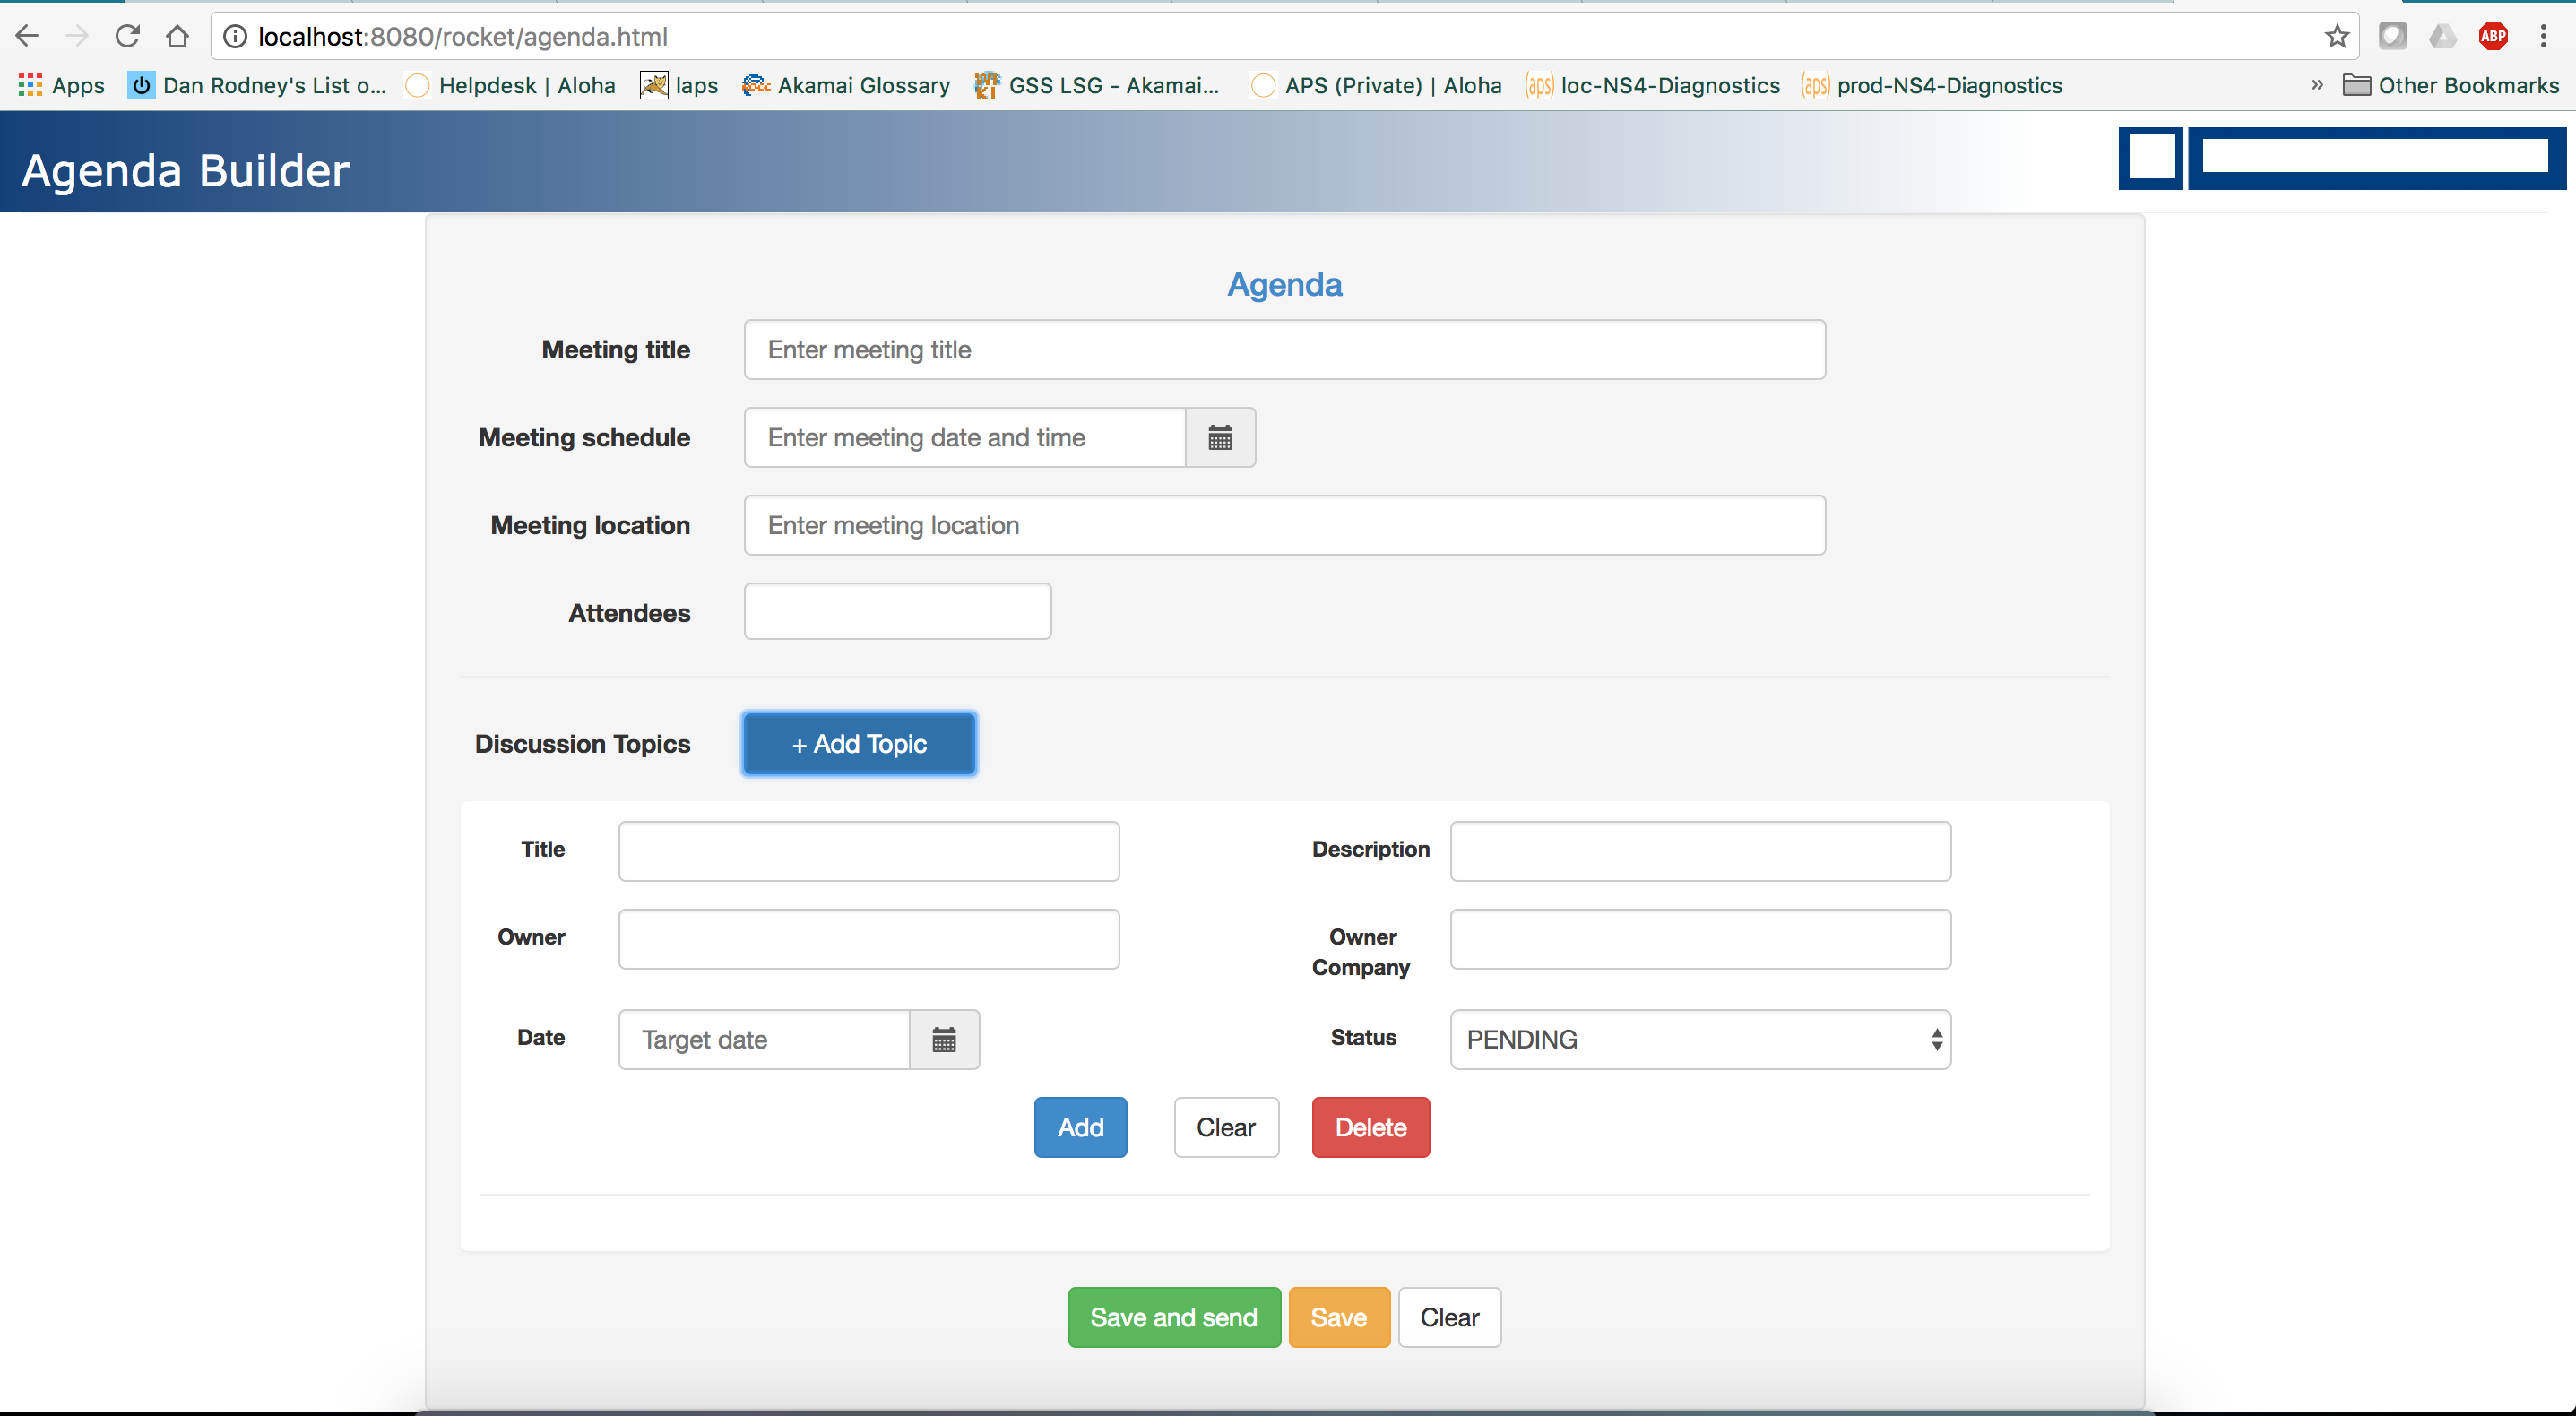 localhost:8080/rocket/agenda.html
ABP
Apps Dan Rodney's List o... Helpdesk | Aloha laps Akamai Glossary GSS LSG - Akamai... APS (Private) | Aloha (aps) loc-NS4-Diagnostics (aps) prod-NS4-Diagnostics » Other Bookmarks
Agenda Builder
Agenda
Meeting title Enter meeting title
Meeting schedule Enter meeting date and time
Meeting location Enter meeting location
Attendees
Discussion Topics + Add Topic
Title Description
Owner Owner
Company
Date Target date Status PENDING
Add Clear Delete
Save and send Save Clear